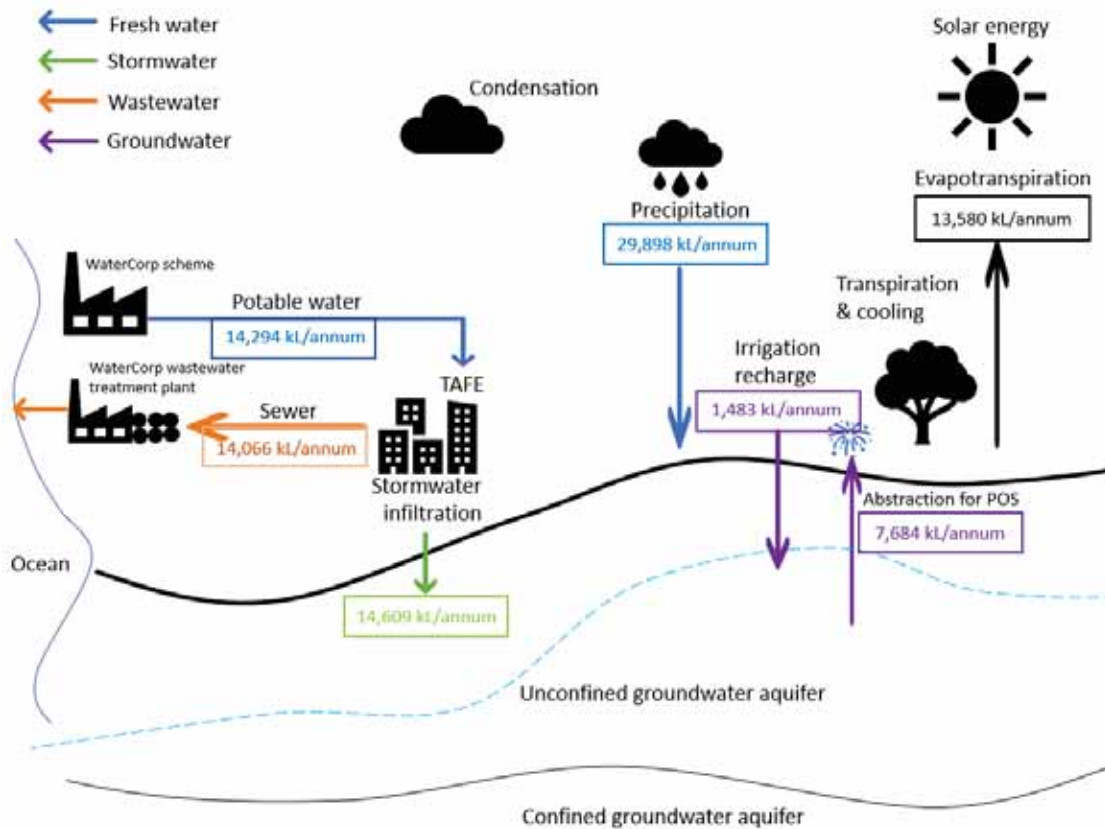 Fresh water
Stormwater
Wastewater
Groundwater
Condensation
Solar energy
Precipitation
29,898 kL/annum
Evapotranspiration
13,580 kL/annum
WaterCorp scheme
Potable water
14,294 kL/annum
Transpiration
& cooling
WaterCorp wastewater
treatment plant
TAFE
Sewer
14,066 kL/annum
Irrigation
recharge
1,483 kL/annum
Stormwater
infiltration
14,609 kL/annum
Abstraction for POS
7,684 kL/annum
Ocean
Unconfined groundwater aquifer
Confined groundwater aquifer